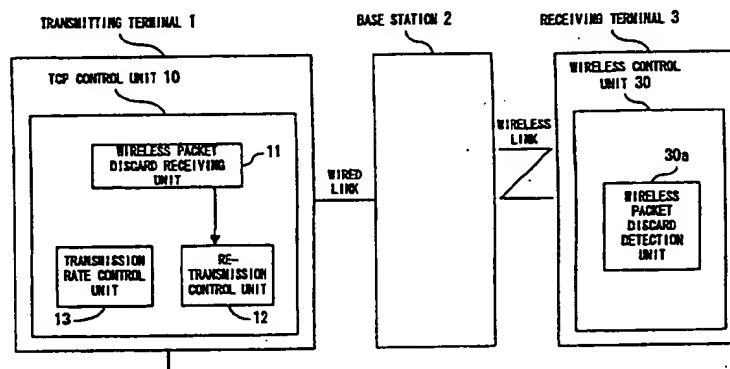 TRANSMITTING TERMINAL 1
BASE STATION 2
RECEIVING TERMINAL 3
TCP CONTROL UNIT 10
WIRELESS CONTROL
UNIT 30
WIRELESS PACKET
DISCARD RECEIVING
UNIT
11
WIRED
LINK
WIRELESS
LINK
30a
WIRELESS
PACKET
DISCARD
DETECTION
UNIT
TRANSMISSION
RATE CONTROL
UNIT
13
RE-
TRANSMISSION
CONTROL UNIT
12